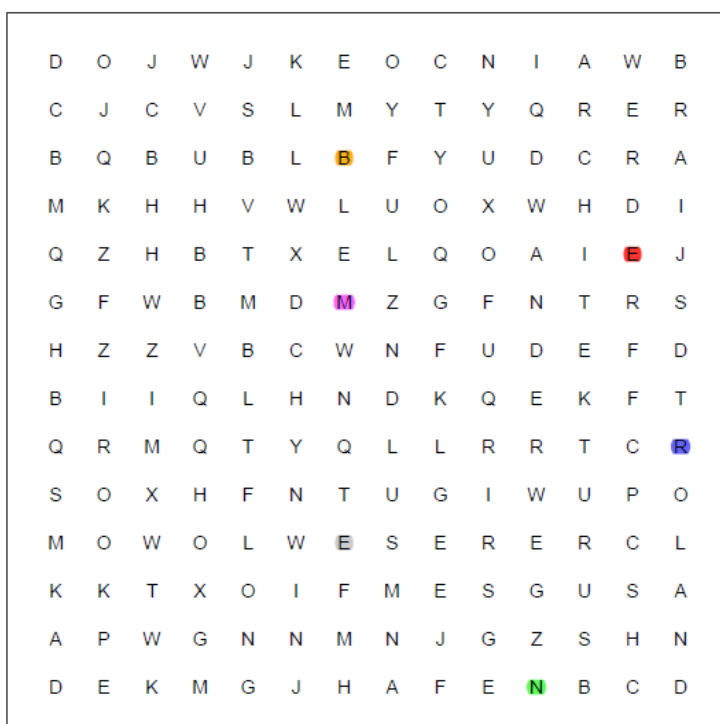 D O J W J K E O C N I A W B
C J C V S L M Y T Y Q R E R
B Q B U B L B F Y U D C R A
M K H H V W L U O X W H D I
Q Z H B T X E L Q O A I E J
G F W B M D M Z G F N T R S
H Z Z V B C W N F U D E F D
B I I Q L H N D K Q E K F T
Q R M Q T Y Q L L R R T C R
S O X H F N T U G I W U P O
M O W O L W E S E R E R C L
K K T X O I F M E S G U S A
A P W G N N M N J G Z S H N
D E K M G J H A F E N B C D